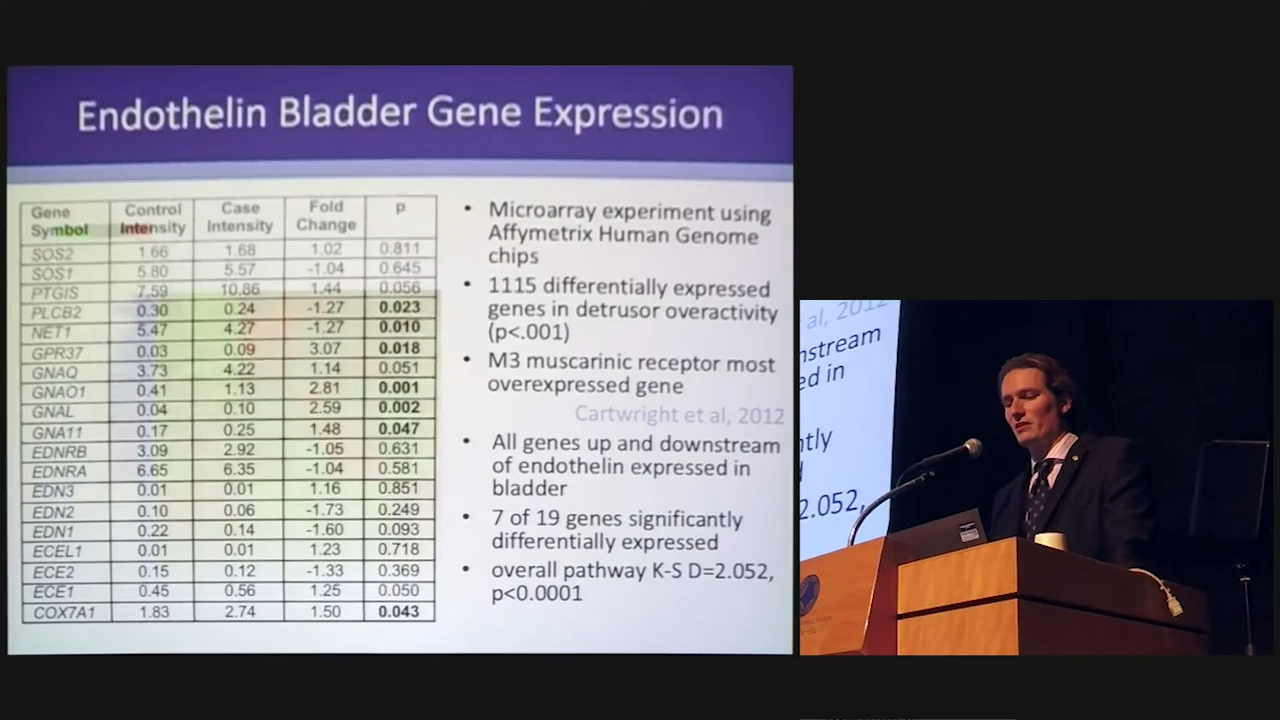 Endothelin Bladder Gene Expression
Gene Symbol Control Intensity Case Intensity Fold Change p
SOS2 1.66 1.68 1.02 0.811
SOS1 5.80 5.57 -1.04 0.645
PTGIS 7.59 10.86 1.44 0.056
PLCB2 0.30 0.24 -1.27 0.023
NET1 5.47 4.27 -1.27 0.010
GPR37 0.03 0.09 3.07 0.018
GNAQ 3.73 4.22 1.14 0.051
GNAO1 0.41 1.13 2.81 0.001
GNAL 0.04 0.10 2.59 0.002
GNA11 0.17 0.25 1.48 0.047
EDNRB 3.09 2.92 -1.05 0.631
EDNRA 6.65 6.35 -1.04 0.581
EDN3 0.01 0.01 1.16 0.851
EDN2 0.10 0.06 -1.73 0.249
EDN1 0.22 0.14 -1.60 0.093
ECEL1 0.01 0.01 1.23 0.718
ECE2 0.15 0.12 -1.33 0.369
ECE1 0.45 0.56 1.25 0.050
COX7A1 1.83 2.74 1.50 0.043
• Microarray experiment using
Affymetrix Human Genome
chips
• 1115 differentially expressed
genes in detrusor overactivity
(p<.001)
• M3 muscarinic receptor most
overexpressed gene
Cartwright et al, 2012
• All genes up and downstream
of endothelin expressed in
bladder
• 7 of 19 genes significantly
differentially expressed
• overall pathway K-S D=2.052,
p<0.0001
al, 2012
nstream
ed in
ntly
2.052,